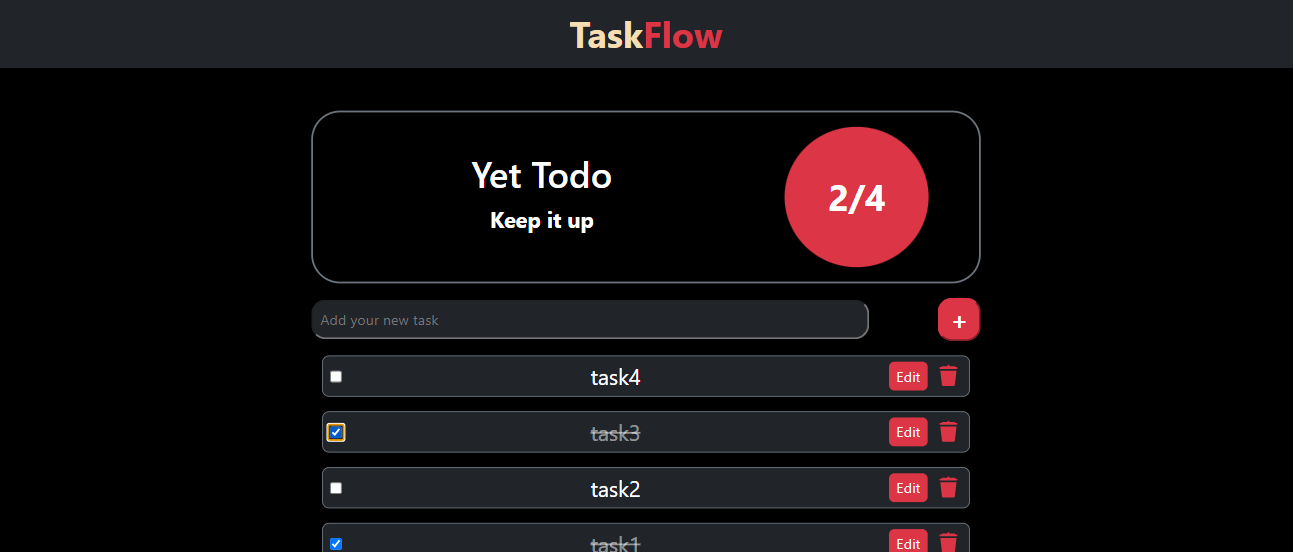 TaskFlow
Yet Todo
Keep it up
2/4
Add your new task
+
task4 Edit
task3 Edit
task2 Edit
task1 Edit